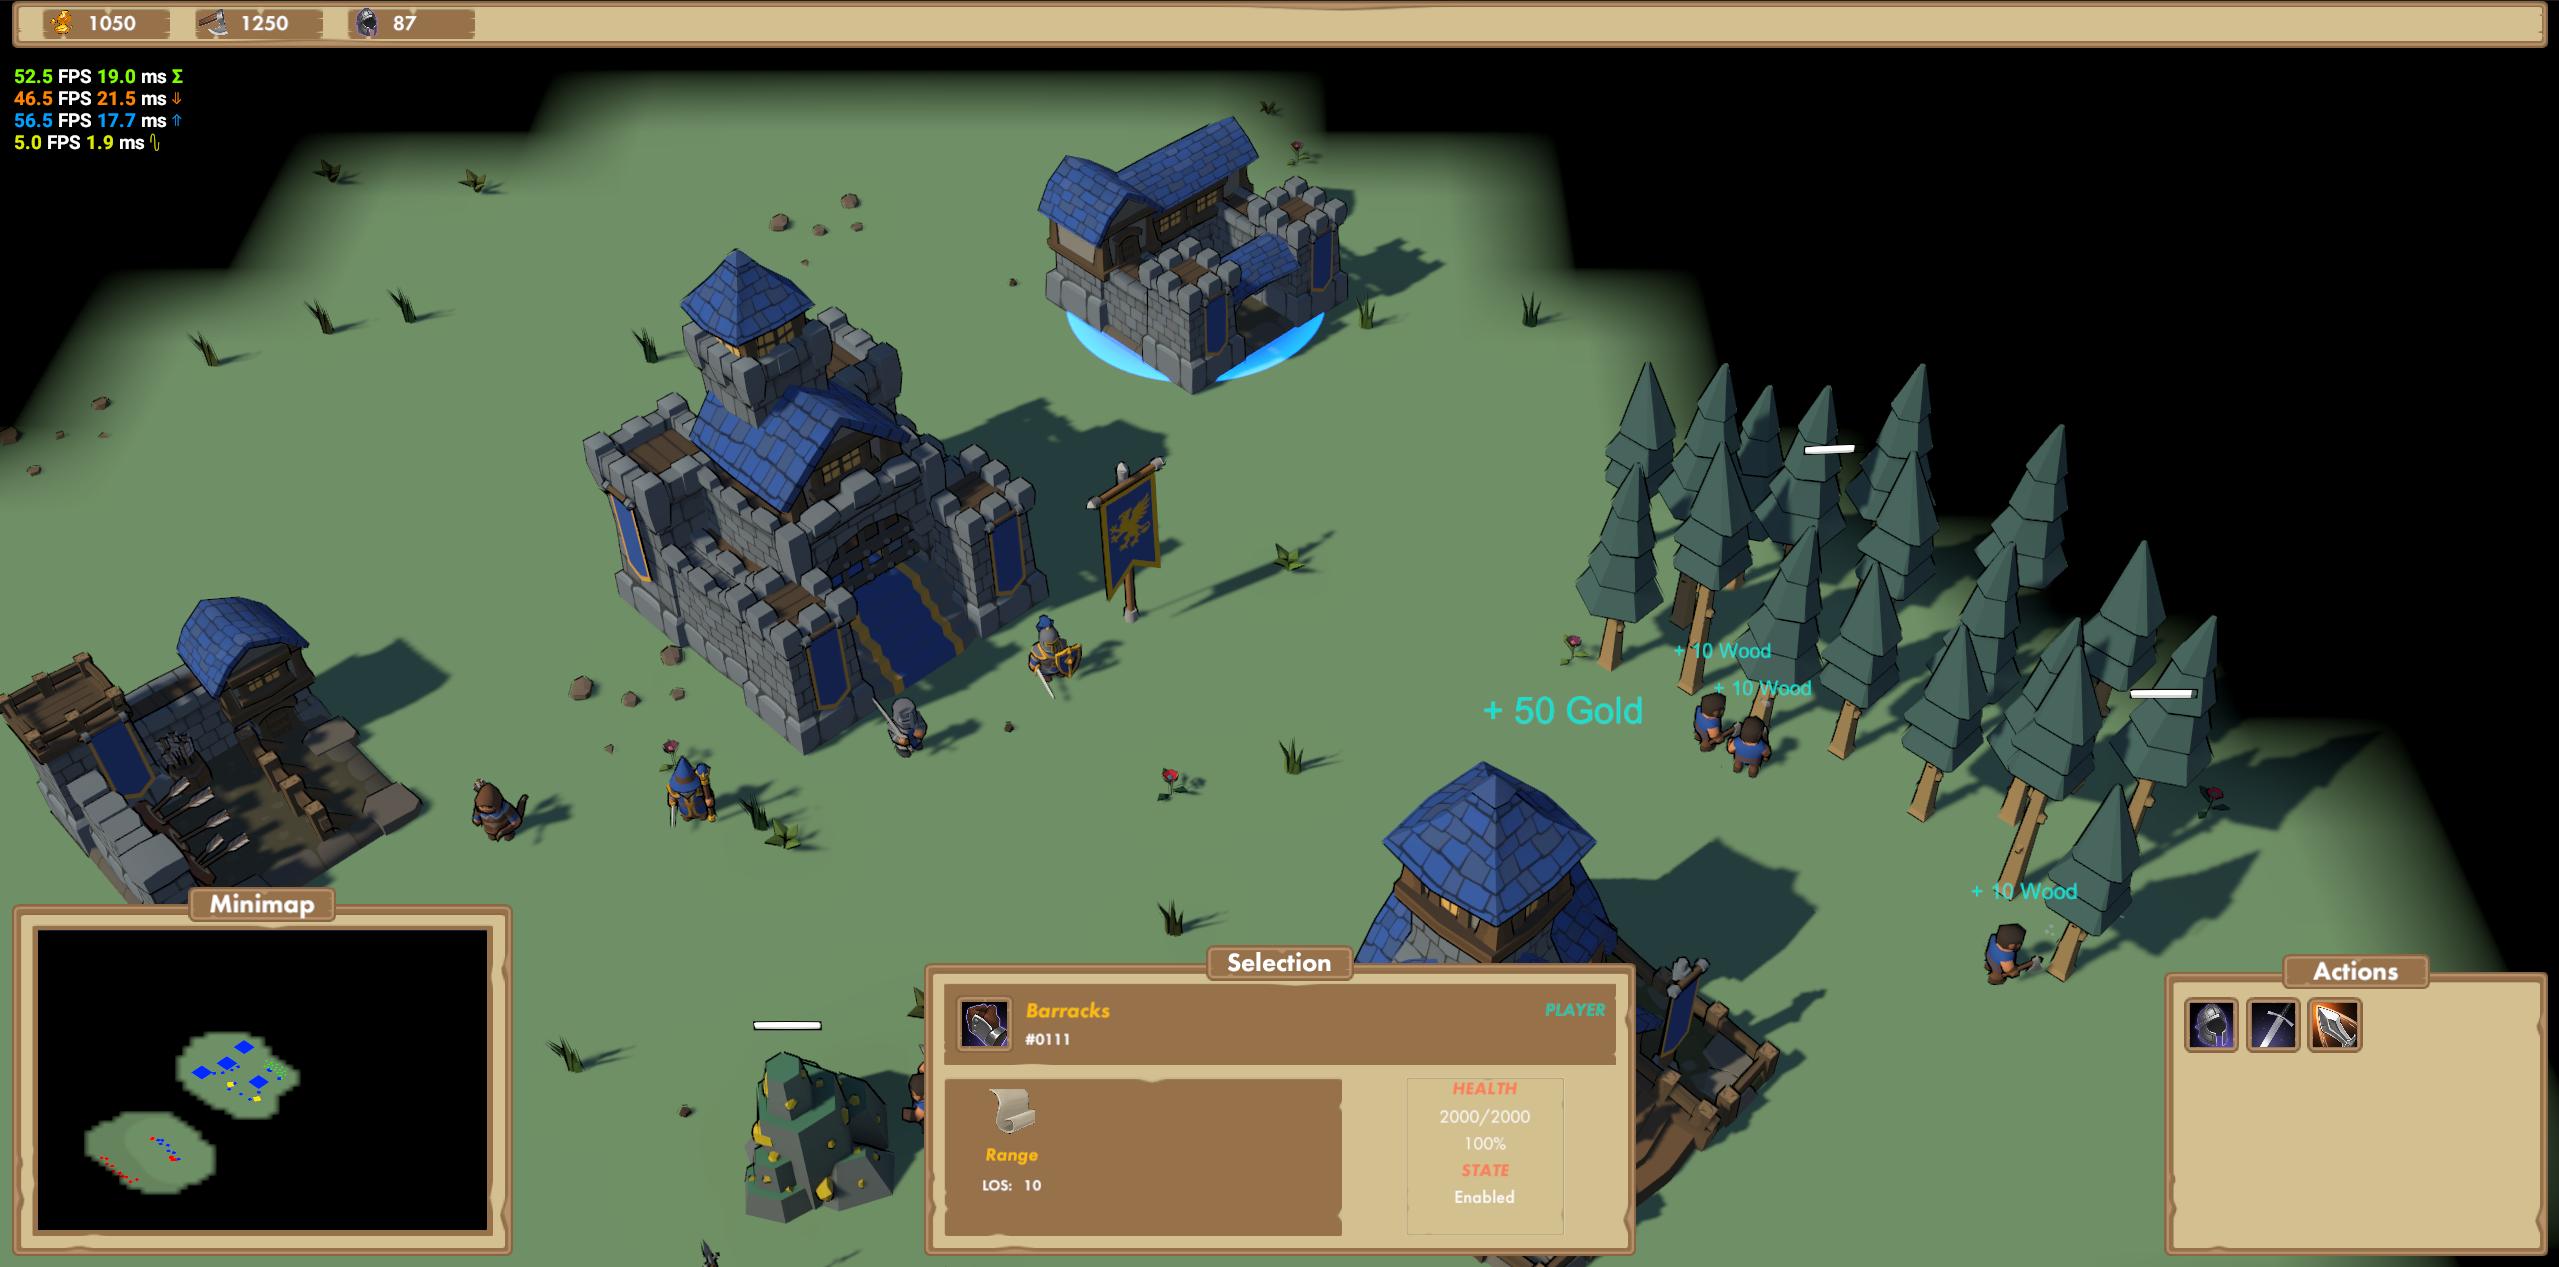 1050
1250
87
52.5 FPS 19.0 ms Σ
46.5 FPS 21.5 ms ⇓
56.5 FPS 17.7 ms ⇑
5.0 FPS 1.9 ms
+ 10 Wood
+ 10 Wood
+ 50 Gold
+ 10 Wood
Minimap
Selection
Barracks
PLAYER
#0111
Range
LOS: 10
HEALTH
2000/2000
100%
STATE
Enabled
Actions